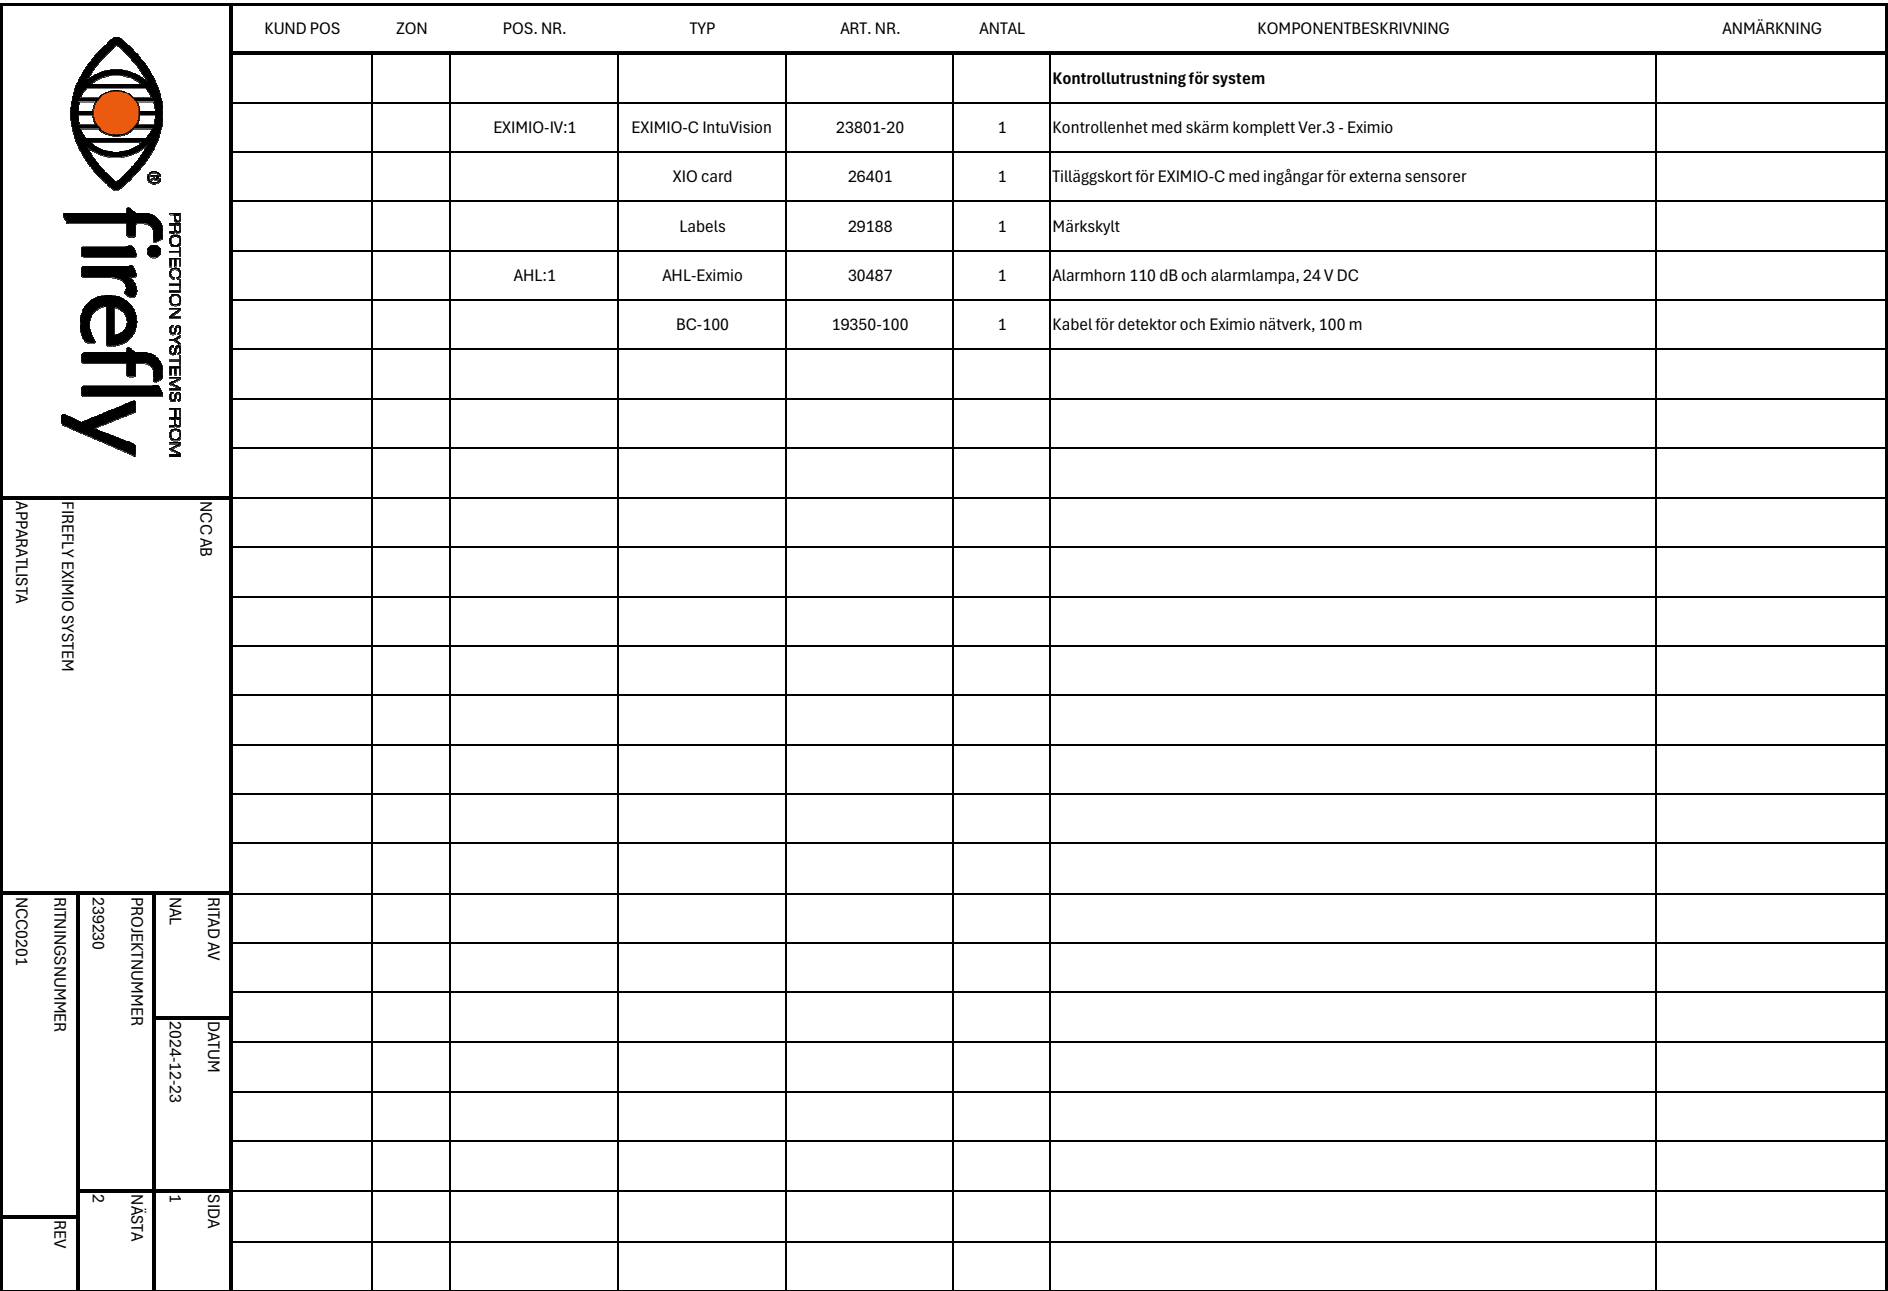 KUND POS ZON POS. NR. TYP ART. NR. ANTAL KOMPONENTBESKRIVNING ANMÄRKNING
Kontrollutrustning för system
EXIMIO-IV:1 EXIMIO-C IntuVision 23801-20 1 Kontrollenhet med skärm komplett Ver.3 - Eximio
XIO card 26401 1 Tilläggskort för EXIMIO-C med ingångar för externa sensorer
Labels 29188 1 Märkskylt
AHL:1 AHL-Eximio 30487 1 Alarmhorn 110 dB och alarmlampa, 24 V DC
BC-100 19350-100 1 Kabel för detektor och Eximio nätverk, 100 m
PROTECTION SYSTEMS FROM
firefly®
NCC AB
FIREFLY EXIMIO SYSTEM
APPARATLISTA
RITAD AV
NAL
DATUM
2024-12-23
SIDA
1
PROJEKTNUMMER
239230
NÄSTA
2
RITNINGSNUMMER
NCC0201
REV